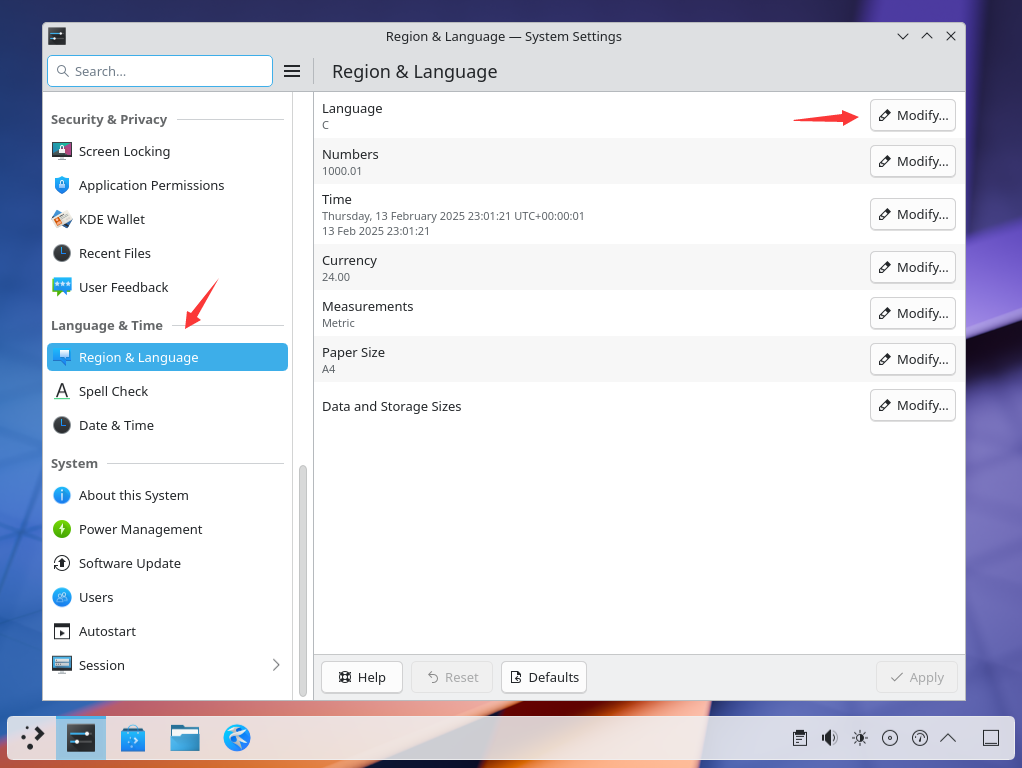 Region & Language — System Settings
Search...
Region & Language
Security & Privacy
Screen Locking
Application Permissions
KDE Wallet
Recent Files
User Feedback
Language & Time
Region & Language
Spell Check
Date & Time
System
About this System
Power Management
Software Update
Users
Autostart
Session
Language
C
Modify...
Numbers
1000.01
Modify...
Time
Thursday, 13 February 2025 23:01:21 UTC+00:00:01
13 Feb 2025 23:01:21
Modify...
Currency
24.00
Modify...
Measurements
Metric
Modify...
Paper Size
A4
Modify...
Data and Storage Sizes
Modify...
Help
Reset
Defaults
Apply